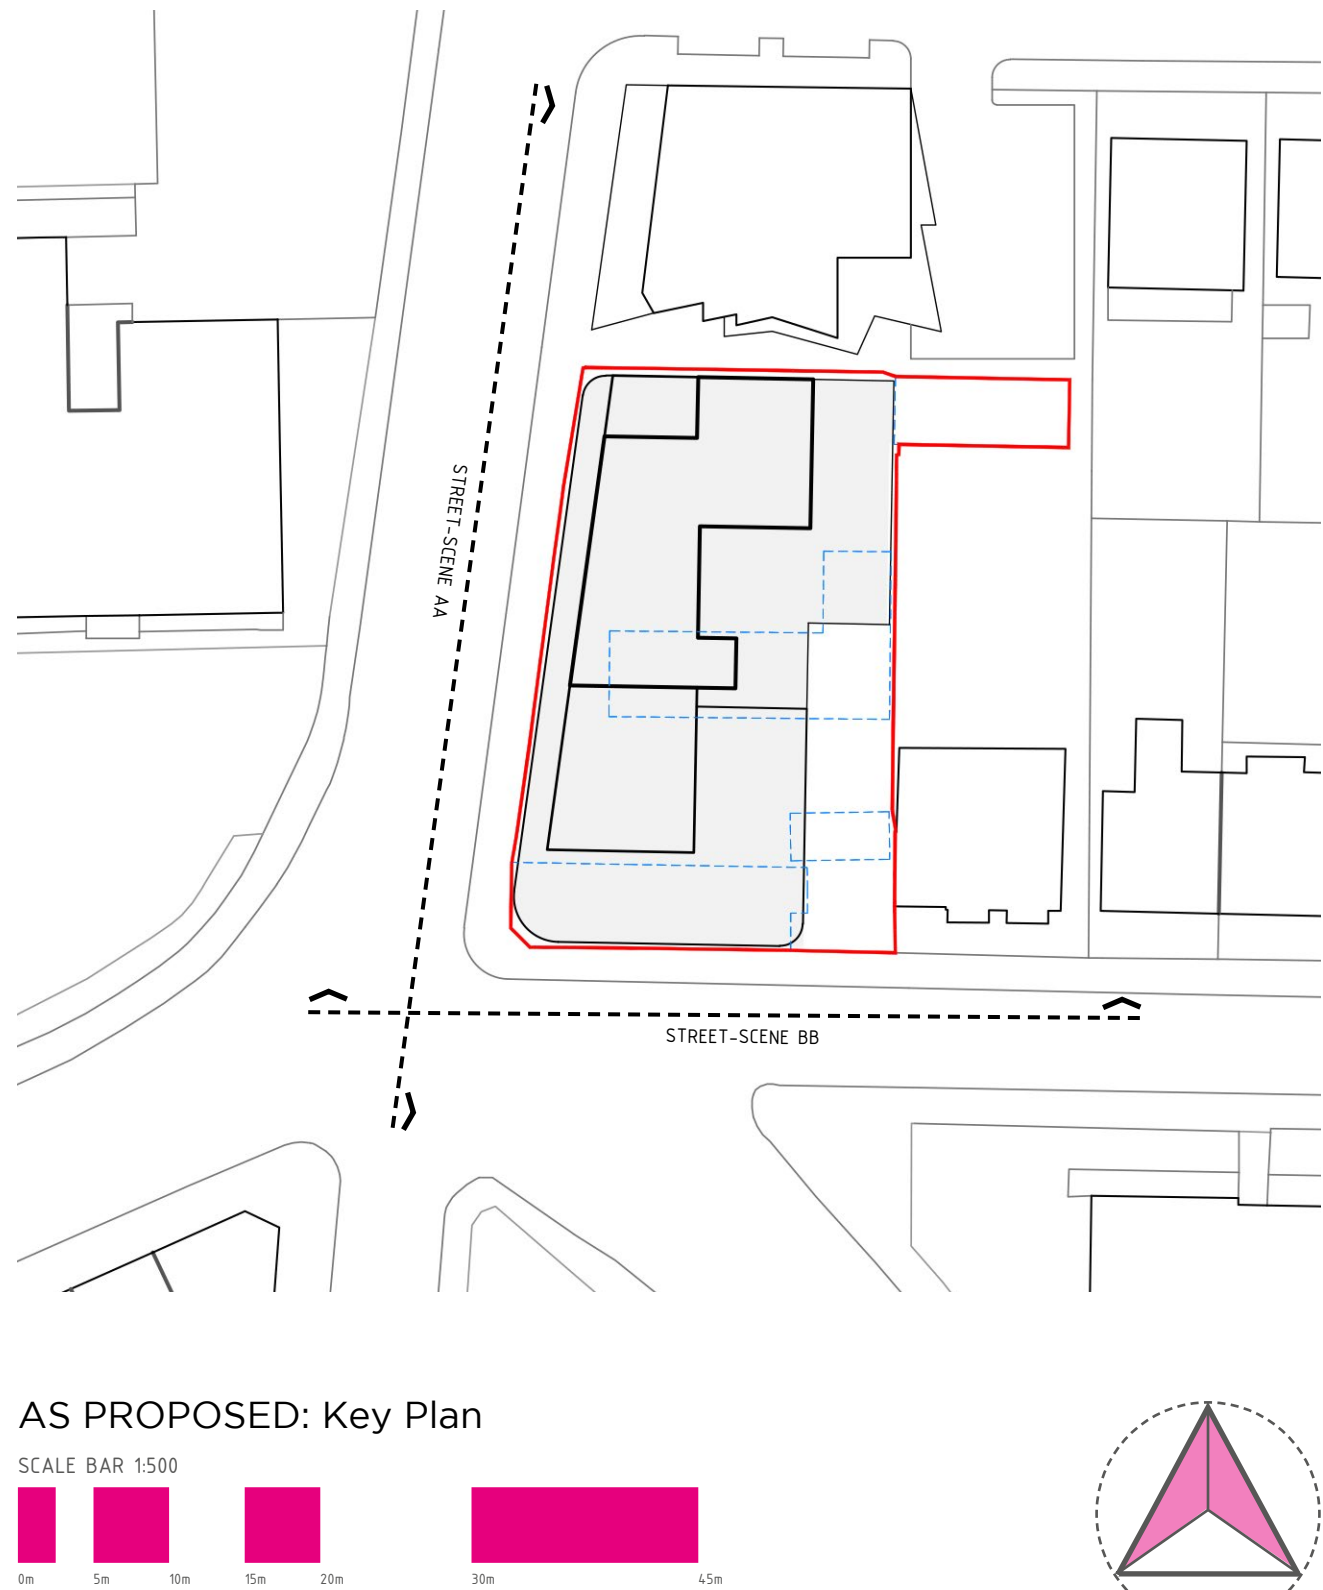 STREET-SCENE AA
STREET-SCENE BB
AS PROPOSED: Key Plan
SCALE BAR 1:500
0m 5m 10m 15m 20m 30m 45m